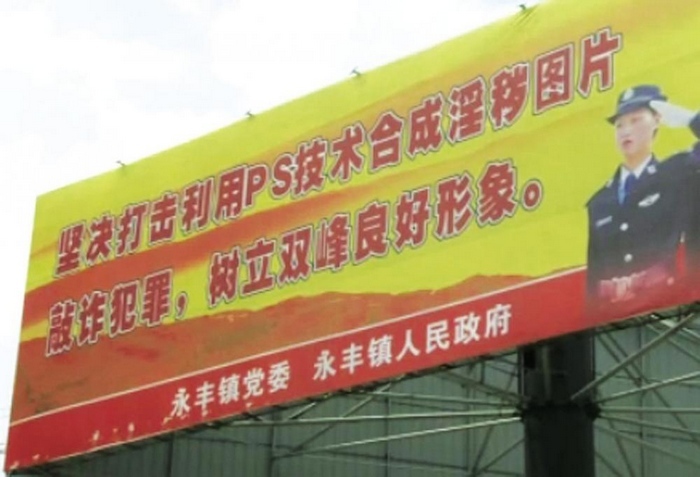 坚决打击利用PS技术合成淫秽图片
敲诈犯罪，树立双峰良好形象。
永丰镇党委 永丰镇人民政府